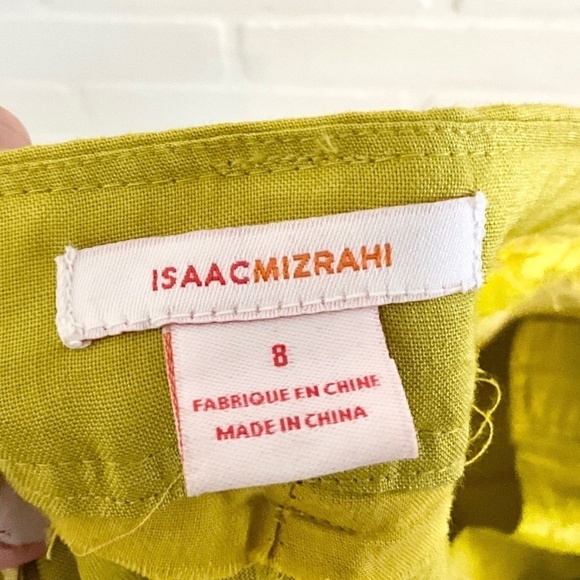 ISAACMIZRAHI
8
FABRIQUE EN CHINE
MADE IN CHINA